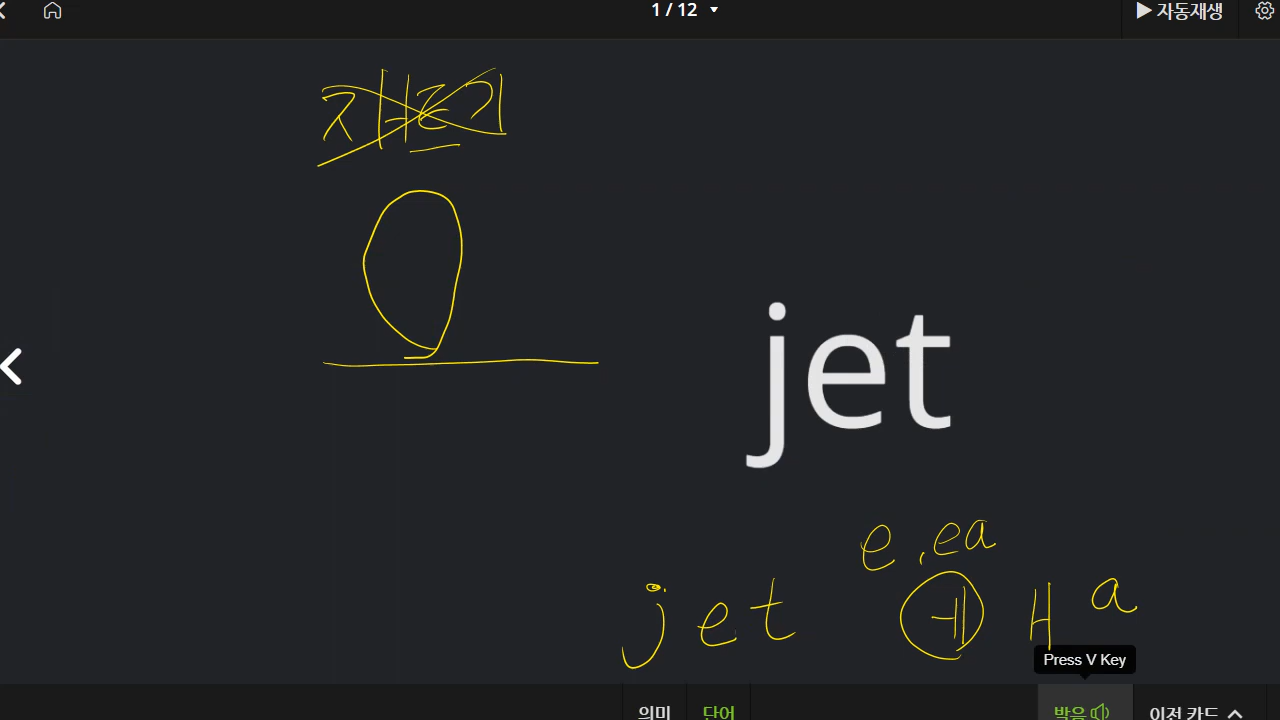 1 / 12
자동재생
jet
e, ea
jet ㅔ ㅐ a
Press V Key
의미 단어 발음 이전 카드